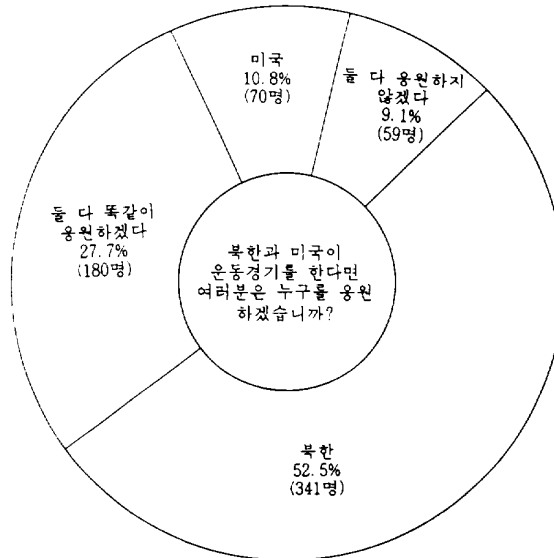 미국
10.8%
(70명)
둘 다 응원하지
않겠다
9.1%
(59명)
둘 다 똑같이
응원하겠다
27.7%
(180명)
북한과 미국이
운동경기를 한다면
여러분은 누구를 응원
하겠습니까?
북한
52.5%
(341명)